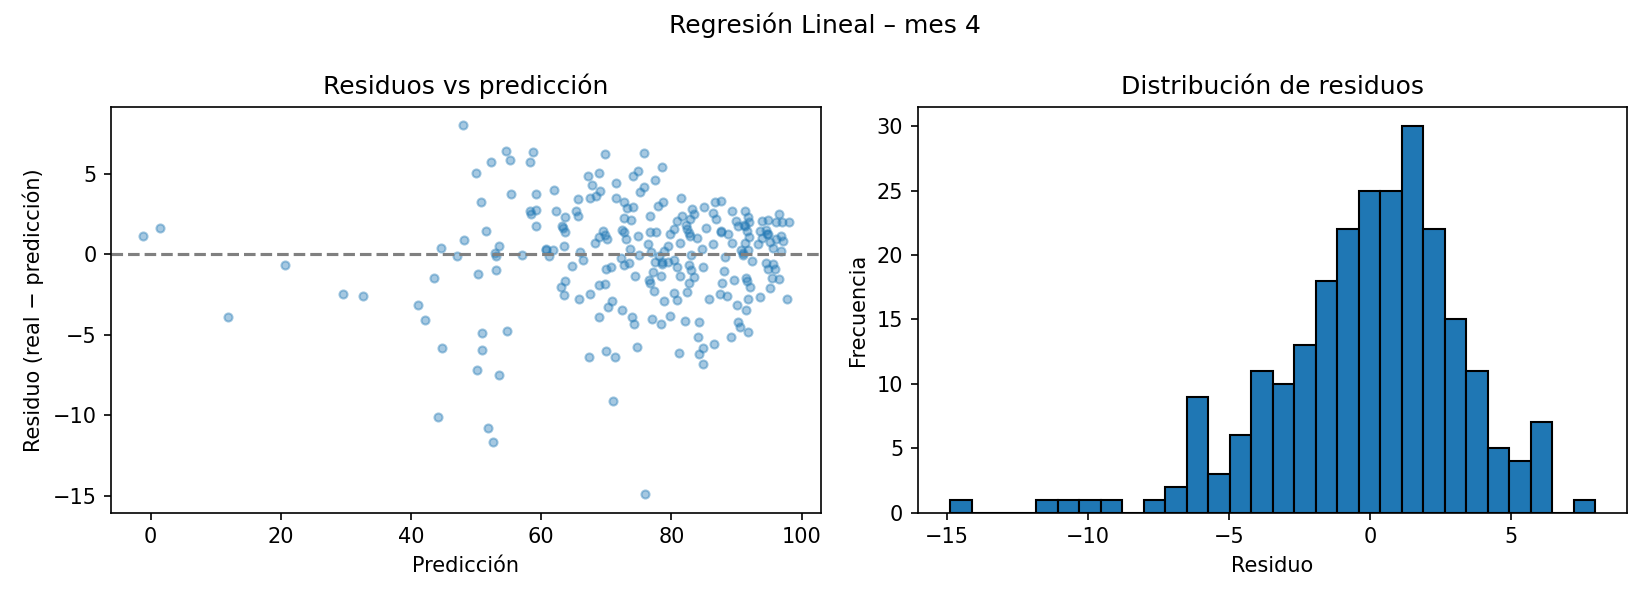 Regresión Lineal – mes 4
Residuos vs predicción
Residuo (real − predicción)
5
0
−5
−10
−15
0 20 40 60 80 100
Predicción
Distribución de residuos
Frecuencia
30
25
20
15
10
5
0
−15 −10 −5 0 5
Residuo